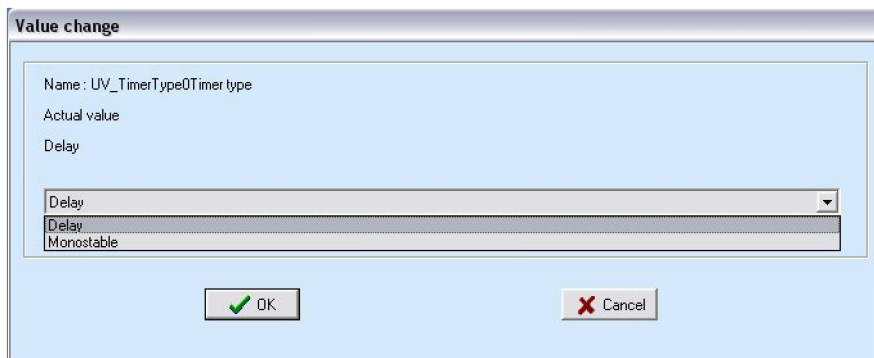 Value change
Name : UV_TimerType0Timer type
Actual value
Delay
Delay
Delay
Monostable
OK
Cancel